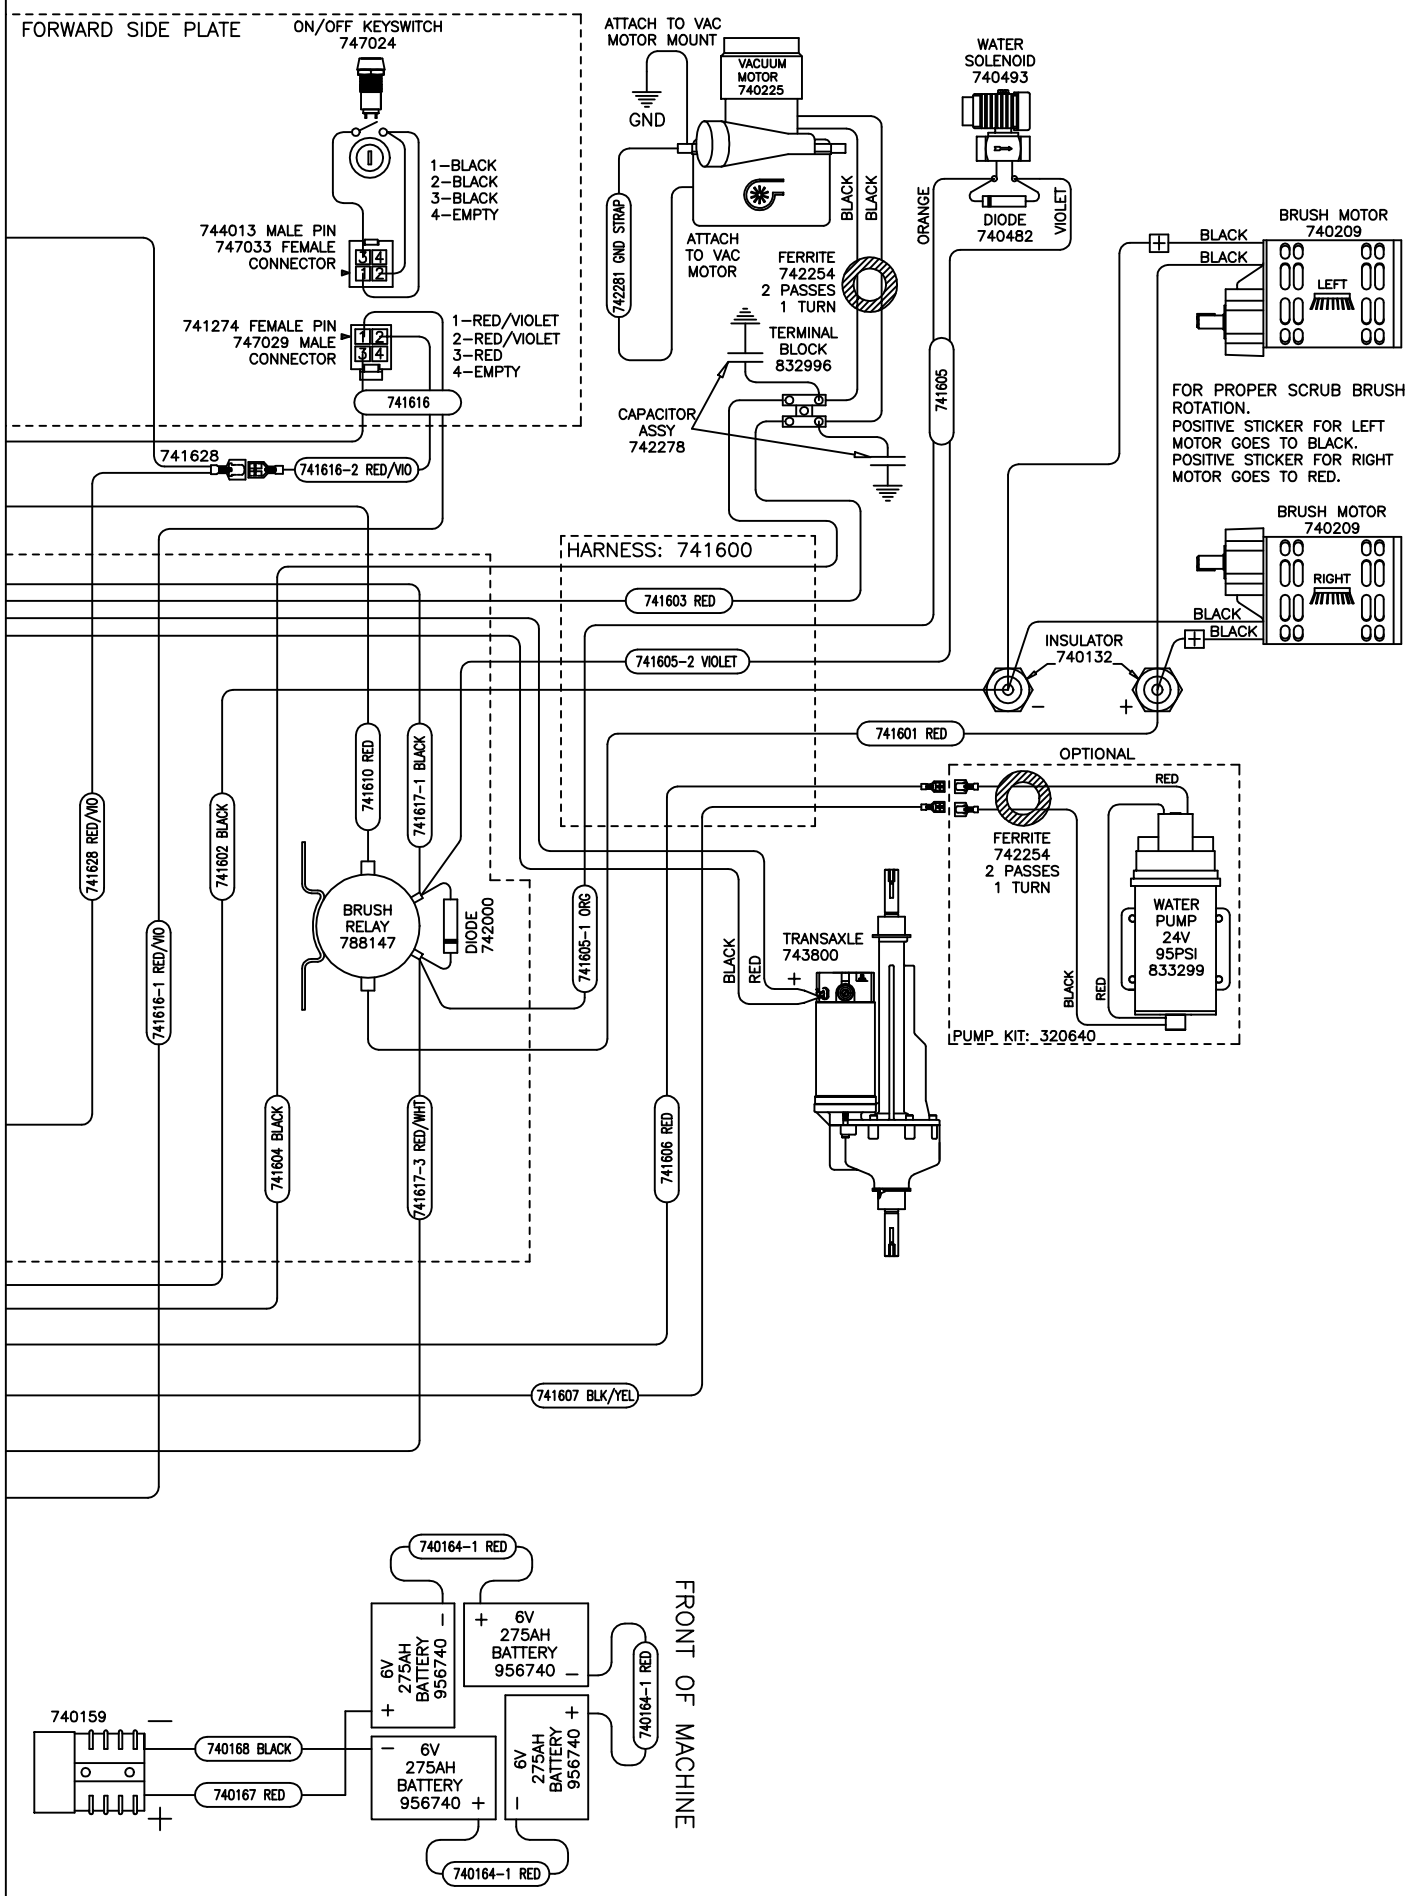 FORWARD SIDE PLATE
ON/OFF KEYSWITCH
747024
1-BLACK
2-BLACK
3-BLACK
4-EMPTY
744013 MALE PIN
747033 FEMALE
CONNECTOR
3 4
1 2
741274 FEMALE PIN
747029 MALE
CONNECTOR
1 2
3 4
1-RED/VIOLET
2-RED/VIOLET
3-RED
4-EMPTY
741616
741628
741616-2 RED/VIO
ATTACH TO VAC
MOTOR MOUNT
GND
VACUUM
MOTOR
740225
742281 GND STRAP
ATTACH
TO VAC
MOTOR
BLACK
BLACK
FERRITE
742254
2 PASSES
1 TURN
TERMINAL
BLOCK
832996
CAPACITOR
ASSY
742278
WATER
SOLENOID
740493
ORANGE
VIOLET
DIODE
740482
741605
BRUSH MOTOR
740209
BLACK
BLACK
+
LEFT
FOR PROPER SCRUB BRUSH
ROTATION.
POSITIVE STICKER FOR LEFT
MOTOR GOES TO BLACK.
POSITIVE STICKER FOR RIGHT
MOTOR GOES TO RED.
BRUSH MOTOR
740209
RIGHT
BLACK
BLACK
+
INSULATOR
740132
−
+
HARNESS: 741600
741603 RED
741605-2 VIOLET
741601 RED
741610 RED
741617-1 BLACK
741628 RED/VIO
741602 BLACK
741616-1 RED/VIO
BRUSH
RELAY
788147
DIODE
742000
741605-1 ORG
741604 BLACK
741617-3 RED/WHT
741606 RED
741607 BLK/YEL
BLACK
RED
TRANSAXLE
743800
+
OPTIONAL
RED
FERRITE
742254
2 PASSES
1 TURN
BLACK
RED
WATER
PUMP
24V
95PSI
833299
PUMP KIT: 320640
740164-1 RED
−
6V
275AH
BATTERY
956740
+
+
6V
275AH
BATTERY
956740
−
740164-1 RED
+
6V
275AH
BATTERY
956740
−
−
6V
275AH
BATTERY
956740
+
740164-1 RED
740159
−
740168 BLACK
740167 RED
+
FRONT OF MACHINE